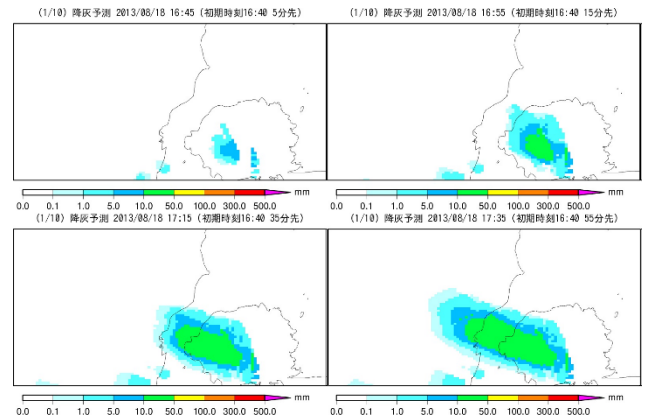 (1/10) 降灰予測 2013/08/18 16:45 (初期時刻16:40 5分先)
(1/10) 降灰予測 2013/08/18 16:55 (初期時刻16:40 15分先)
0.0 0.1 1.0 5.0 10.0 50.0 100.0 300.0 500.0 mm
0.0 0.1 1.0 5.0 10.0 50.0 100.0 300.0 500.0 mm
(1/10) 降灰予測 2013/08/18 17:15 (初期時刻16:40 35分先)
(1/10) 降灰予測 2013/08/18 17:35 (初期時刻16:40 55分先)
0.0 0.1 1.0 5.0 10.0 50.0 100.0 300.0 500.0 mm
0.0 0.1 1.0 5.0 10.0 50.0 100.0 300.0 500.0 mm